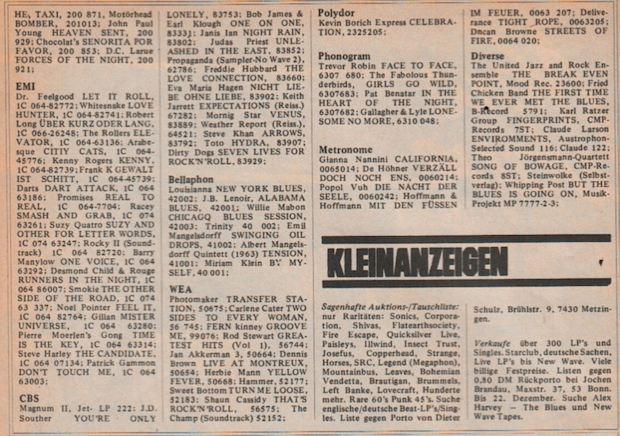 HE, TAXI, 200 871, Motörhead
BOMBER, 201013; John Paul
Young HEAVEN SENT, 200
929; Chocolat's SENORITA POR
FAVOR, 200 853; D.C. Larue
FORCES OF THE NIGHT, 200
921;
EMI
Dr. Feelgood LET IT ROLL,
1C 064-82772; Whitesnake LOVE
HUNTER, 1C 064-82741; Robert
Long ÜBER KURZ ODER LANG,
1C 066-26248; The Rollers ELE-
VATOR, 1C 064-63136; Arabe-
sque CITIY CATS, 1C 064-
45776; Kenny Rogers KENNY,
1C 064-82739; Frank K GEWALT
IST SCHITT, 1C 064-45739;
Darts DART ATTACK, 1C 064
63186; Promises REAL TO
REAL, 1C 064-7704; Racey
SMASH AND GRAB, 1C 074
63261; Suzy Quatro SUZY AND
OTHER FOR LETTER WORDS,
1C 074 63247; Rocky II (Sound-
track) 1C 064 82720; Barry
Manylow ONE VOICE, 1C 064
63292; Desmond Child & Rouge
RUNNERS IN THE NIGHT, 1C
064 86007; Smokie THE OTHER
SIDE OF THE ROAD, 1C 074
63 337; Noel Pointer FEEL IT,
1C 064 82764; Gilian MISTER
UNIVERSE, 1C 064 63280;
Pierre Moerlen's Gong TIME
IS THE KEY, 1C 064 63314;
Steve Harley THE CANDIDATE,
1C 064 07134; Patrick Gammon
DON'T TOUCH ME, 1C 064
63003;
CBS
Magnum II, Jet- LP 222: J.D.
Souther YOU'RE ONLY
LONELY, 83753; Bob James &
Earl Klough ONE ON ONE,
83331; Janis Ian NIGHT RAIN,
83802; Judas Priest UNLE-
ASHED IN THE EAST, 83852;
Propaganda (Sampler-No Wave 2),
62786; Freddie Hubbard THE
LOVE CONNECTION, 83660;
Eva Maria Hagen NICHT LIE-
BE OHNE LIEBE, 83902; Keith
Jarrer EXPECTATIONS (Reiss.)
67282; Mornig Star VENUS,
83889; Weather Report (Reiss.)
64521; Steve Khan ARROWS,
83792; Toto HYDRA, 83907;
Dirty Dogs SEVEN LIVES FOR
ROCK'N'ROLL, 83929;
Bellaphon
Louisianna NEW YORK BLUES,
42002; J.B. Lenoir, ALABAMA
BLUES, 42001; Willie Mabon
CHICAGO BLUES SESSION,
42003; Trinity 40 002; Emil
Mangelsdorff SWINGING OIL
DROPS, 41002; Albert Mangels-
dorff Quintett (1963) TENSION,
41001; Miriam Klein BY MY-
SELF, 40 001;
WEA
Photomaker TRANSFER STA-
TION, 50675; Carlene Cater TWO
SIDES TO EVERY WOMAN,
56 745; FERN kinney GROOVE
ME, 99076; Rod Stewart GREA-
TEST HITS (Vol 1), 56744;
Jan Akkerman 3, 50664; Dennis
Brown LIVE AT MONTREUX,
50654; Herbie Mann YELLOW
FEVER, 50668; Hammer, 52177;
Sweet Bottom TURN ME LOOSE,
52183; Shaun Cassidy THAT'S
ROCK'N'ROLL, 56575; The
Champ (Soundtrack) 52152;
Polydor
Kevin Borich EXPRESS CELEBRA-
TION, 2325205;
Phonogram
Trevor Robin FACE TO FACE,
6307 680; The Fabolous Thun-
derbirds, GIRLS GO WILD,
6307683; Pat Benatar IN THE
HEART OF THE NIGHT,
6307682; Gallagher & Lyle LONE-
SOME NO MORE, 6310 048;
Metronome
Gianna Nannini CALIFORNIA,
0065014; De Höhner VERZÄLL
DOCH NOCH ENS, 0060214;
Popol Vuh DIE NACHT DER
SEELE, 0060242; Hoffmann &
Hoffmann MIT DEN FÜSSEN
IM FEUER, 0063 207; Delive-
rance TIGHT ROPE, 0063205;
Dncan Browne STREETS OF
FIRE, 0064 020;
Diverse
The United Jazz and Rock En-
semble THE BREAK EVEN
POINT, Mood Rec. 23600; Fried
Chicken Band THE FIRST TIME
WE EVER MET THE BLUES,
B-Record 5791; Karl Ratzer
Group FINGERPRINTS, CMP-
Records 7ST; Claude Larson
ENVIRONMENTS, Austrophon-
Selected Sound 116; Claude 122;
Theo Jörgensmann-Quartett
SONG OF BOWAGE, CMP-Re-
cords 8ST; Steinwolke (Selbst-
verlag); Whipping Post BUT THE
BLUES IS GOING ON, Musik-
Projekt MP 7777-2-3;
KLEINANZEIGEN
Sagenhafte Auktions-/Tauschliste:
nur Raritäten: Sonics, Corpora-
tion, Shivas, Flatearthsociety,
Fire Escape, Quicksilver Live,
Paisleys, Illwind, Insect Trust,
Josefus, Copperhead, Strange,
Horses, SRC, Legend (Megaphon),
Mountainbus, Leaves, Bohemian
Vendetta, Brautigan, Brummels,
Left Banke, Lovecraft, Hunderte
mehr. Rare 60's Punk 45's. Suche
englische/deutsche Beat-LP's/Sing-
les. Liste gegen Porto von Dieter
Schulz, Brühlstr. 9, 7430 Metzin-
gen.
Verkaufe über 300 LP's und
Singles. Starclub, deutsche Sachen,
Live LP's bis New Wave. Viele
billige Festpreise. Listen gegen
0,80 DM Rückporto bei Jochen
Brandau, Maxstr. 37, 53 Bonn.
Bis 22. Dezember. Suche Alex
Harvey - The Blues und New
Wave Tapes.